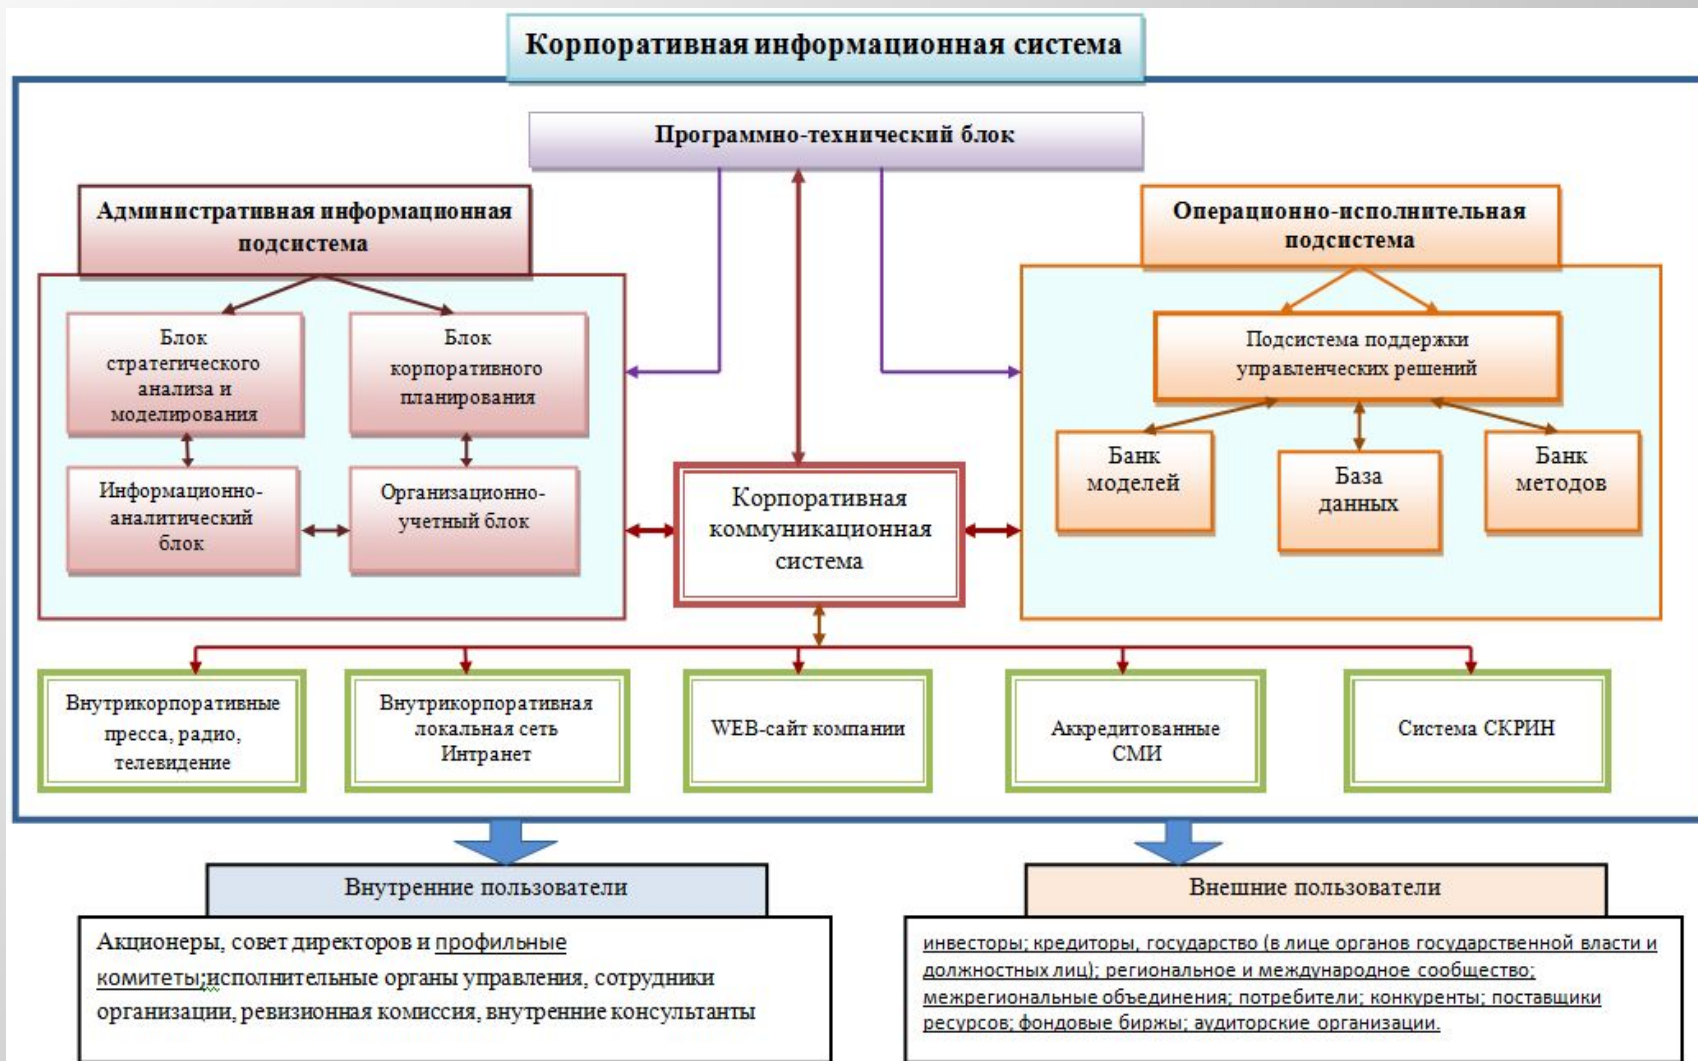 Корпоративная информационная система
Программно-технический блок
Административная информационная
подсистема
Операционно-исполнительная
подсистема
Блок
стратегического
анализа и
моделирования
Блок
корпоративного
планирования
Информационно-
аналитический
блок
Организационно-
учетный блок
Корпоративная
коммуникационная
система
Подсистема поддержки
управленческих решений
Банк
моделей
База
данных
Банк
методов
Внутрикорпоративные
пресса, радио,
телевидение
Внутрикорпоративная
локальная сеть
Интранет
WEB-сайт компании
Аккредитованные
СМИ
Система СКРИН
Внутренние пользователи
Акционеры, совет директоров и профильные
комитеты;исполнительные органы управления, сотрудники
организации, ревизионная комиссия, внутренние консультанты
Внешние пользователи
инвесторы; кредиторы, государство (в лице органов государственной власти и
должностных лиц); региональное и международное сообщество;
межрегиональные объединения; потребители; конкуренты; поставщики
ресурсов; фондовые биржы; аудиторские организации.